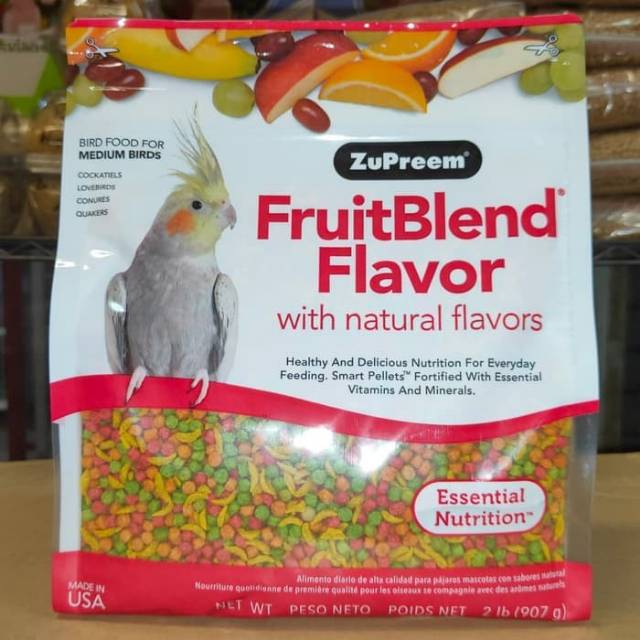 BIRD FOOD FOR
MEDIUM BIRDS
COCKATIELS
LOVEBIRDS
CONURES
QUAKERS
ZuPreem®
FruitBlend®
Flavor
with natural flavors
Healthy And Delicious Nutrition For Everyday
Feeding. Smart Pellets™ Fortified With Essential
Vitamins And Minerals.
Essential
Nutrition™
MADE IN
USA
Alimento diario de alta calidad para pájaros mascotas con sabores natural
Nourriture quotidienne de première qualité pour les oiseaux se compagnie avec des arômes naturels
NET WT PESO NETO POIDS NET 2 lb (907 g)